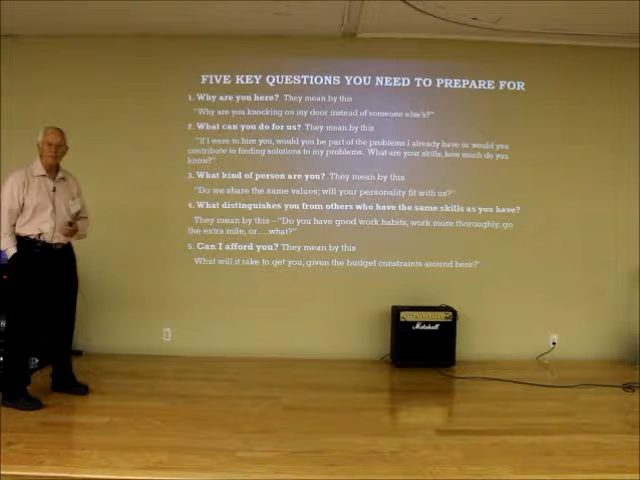 FIVE KEY QUESTIONS YOU NEED TO PREPARE FOR
1. Why are you here? They mean by this
"Why are you knocking on my door instead of someone else's?"
2. What can you do for us? They mean by this
"If I were to hire you, would you be part of the problems I already have or would you
contribute to finding solutions to my problems. What are your skills, how much do you
know?"
3. What kind of person are you? They mean by this
"Do we share the same values; will your personality fit with us?"
4. What distinguishes you from others who have the same skills as you have?
They mean by this—"Do you have good work habits, work more thoroughly, go
the extra mile, or....what?"
5. Can I afford you? They mean by this
What will it take to get you, given the budget constraints around here?"
Marshall